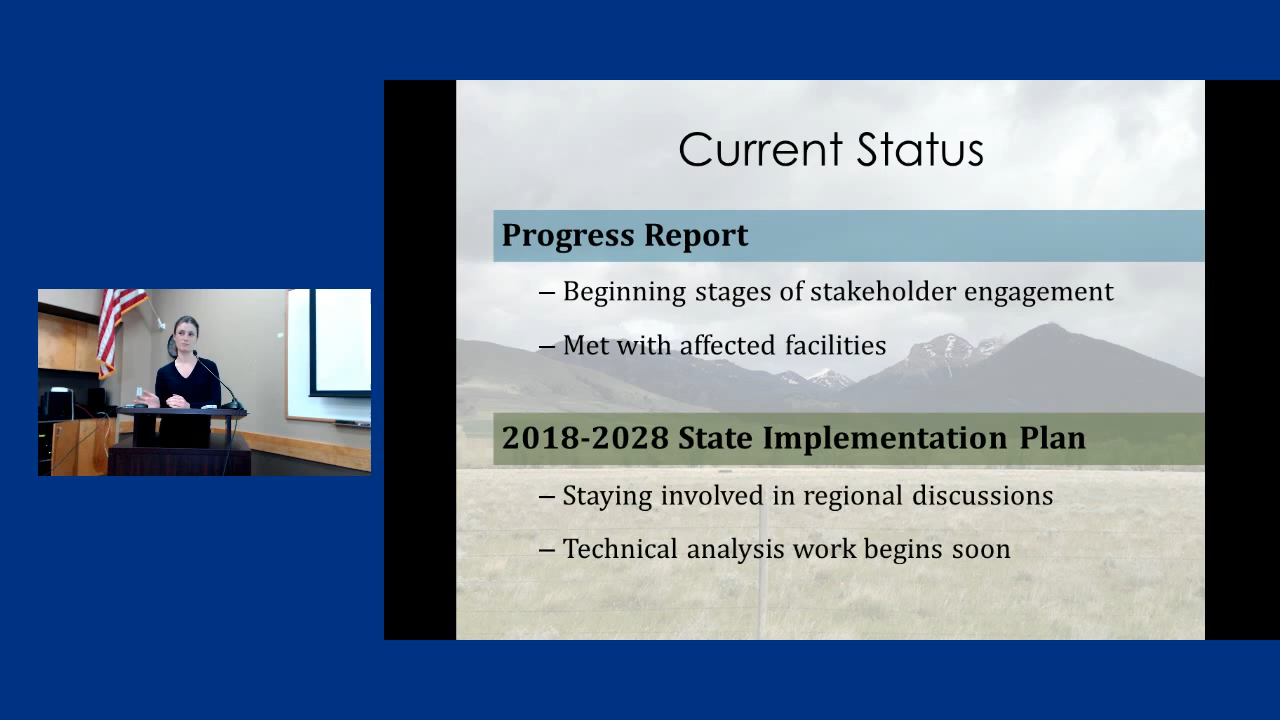 Current Status
Progress Report
– Beginning stages of stakeholder engagement
– Met with affected facilities
2018-2028 State Implementation Plan
– Staying involved in regional discussions
– Technical analysis work begins soon